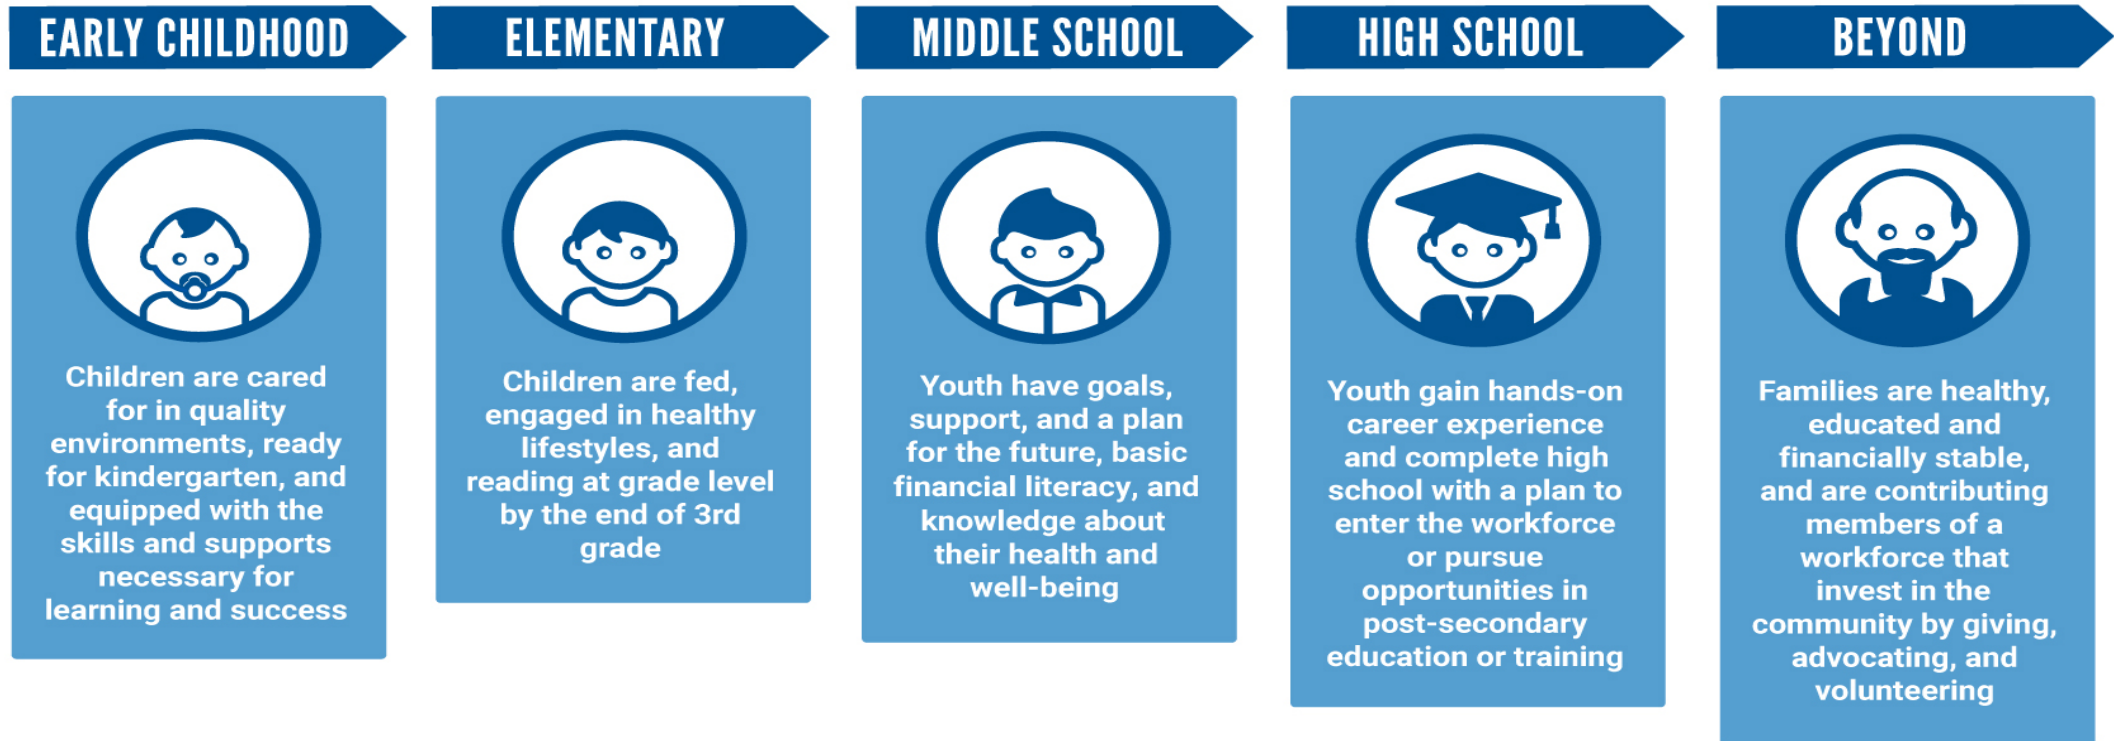 EARLY CHILDHOOD
Children are cared
for in quality
environments, ready
for kindergarten, and
equipped with the
skills and supports
necessary for
learning and success
ELEMENTARY
Children are fed,
engaged in healthy
lifestyles, and
reading at grade level
by the end of 3rd
grade
MIDDLE SCHOOL
Youth have goals,
support, and a plan
for the future, basic
financial literacy, and
knowledge about
their health and
well-being
HIGH SCHOOL
Youth gain hands-on
career experience
and complete high
school with a plan to
enter the workforce
or pursue
opportunities in
post-secondary
education or training
BEYOND
Families are healthy,
educated and
financially stable,
and are contributing
members of a
workforce that
invest in the
community by giving,
advocating, and
volunteering